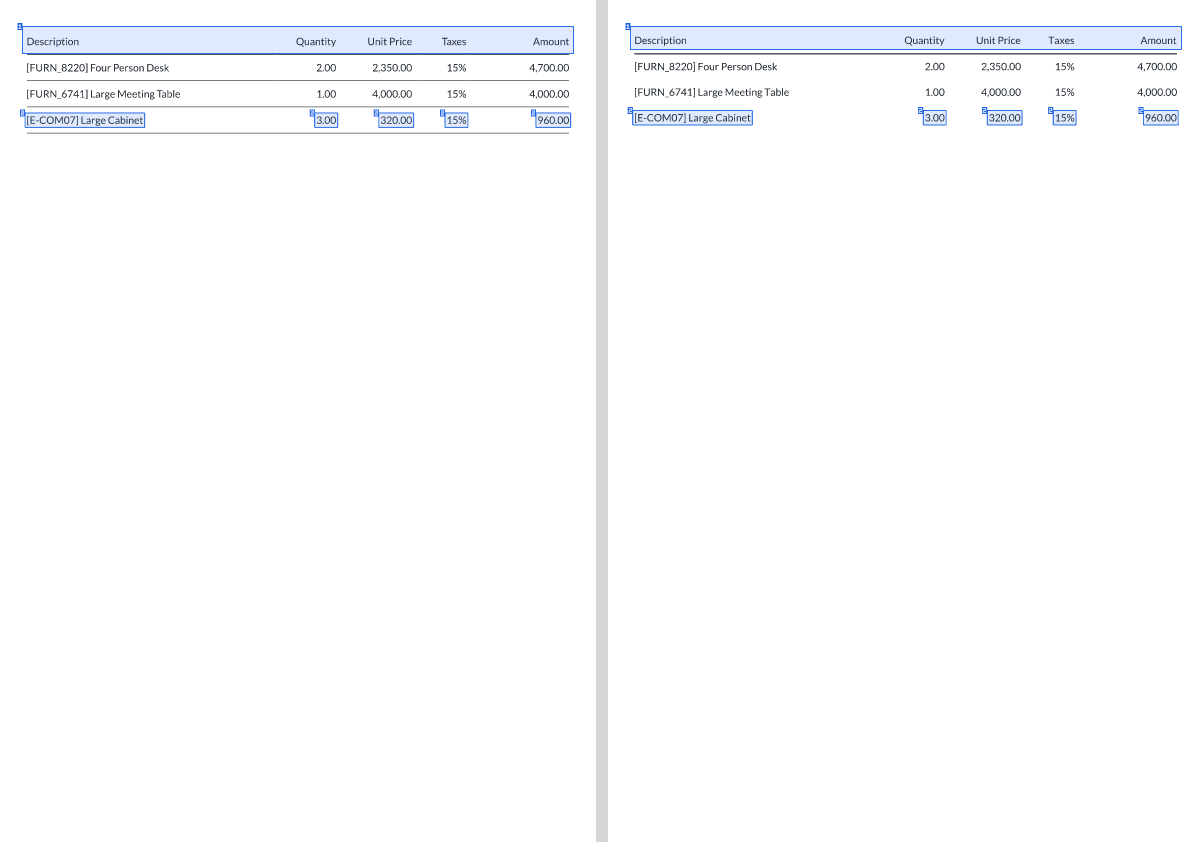 Description Quantity Unit Price Taxes Amount
[FURN_8220] Four Person Desk 2.00 2,350.00 15% 4,700.00
[FURN_6741] Large Meeting Table 1.00 4,000.00 15% 4,000.00
[E-COM07] Large Cabinet 3.00 320.00 15% 960.00
Description Quantity Unit Price Taxes Amount
[FURN_8220] Four Person Desk 2.00 2,350.00 15% 4,700.00
[FURN_6741] Large Meeting Table 1.00 4,000.00 15% 4,000.00
[E-COM07] Large Cabinet 3.00 320.00 15% 960.00